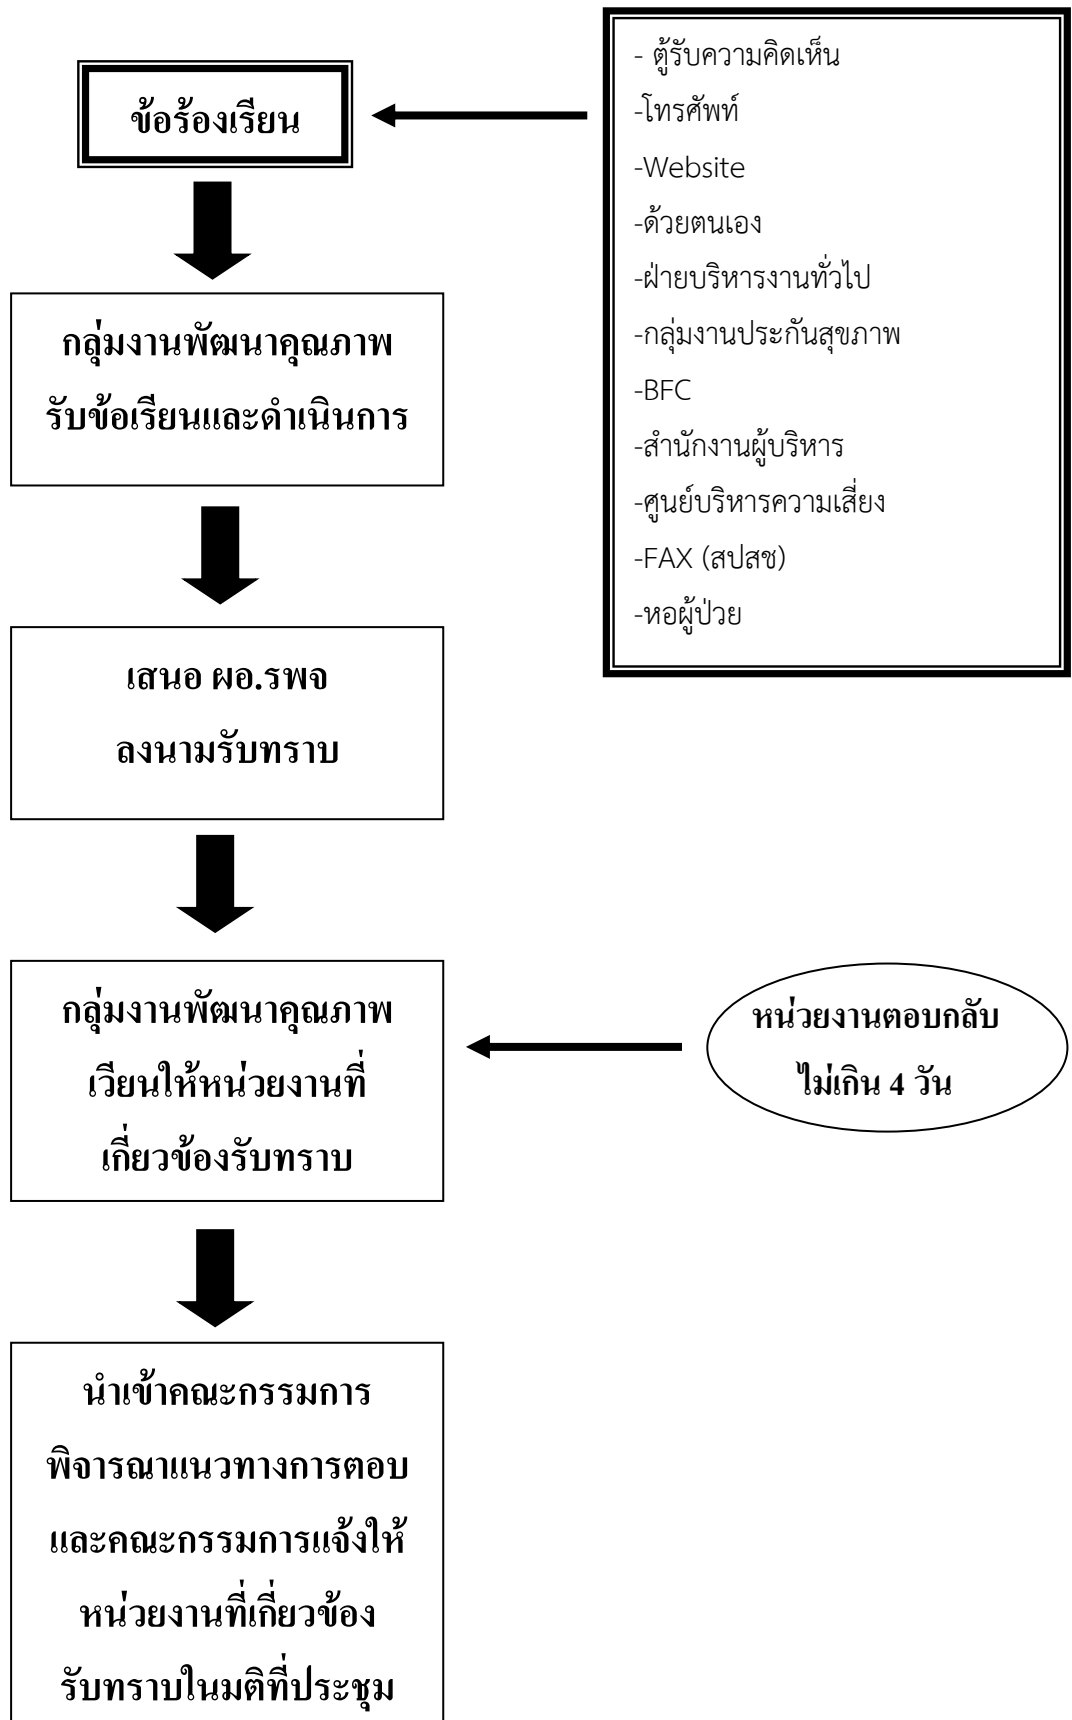 ข้อร้องเรียน
- ตู้รับความคิดเห็น
-โทรศัพท์
-Website
-ด้วยตนเอง
-ฝ่ายบริหารงานทั่วไป
-กลุ่มงานประกันสุขภาพ
-BFC
-สำนักงานผู้บริหาร
-ศูนย์บริหารความเสี่ยง
-FAX (สปสช)
-หอผู้ป่วย
กลุ่มงานพัฒนาคุณภาพ
รับข้อเรียนและดำเนินการ
เสนอ ผอ.รพจ
ลงนามรับทราบ
กลุ่มงานพัฒนาคุณภาพ
เวียนให้หน่วยงานที่
เกี่ยวข้องรับทราบ
หน่วยงานตอบกลับ
ไม่เกิน 4 วัน
นำเข้าคณะกรรมการ
พิจารณาแนวทางการตอบ
และคณะกรรมการแจ้งให้
หน่วยงานที่เกี่ยวข้อง
รับทราบในมติที่ประชุม